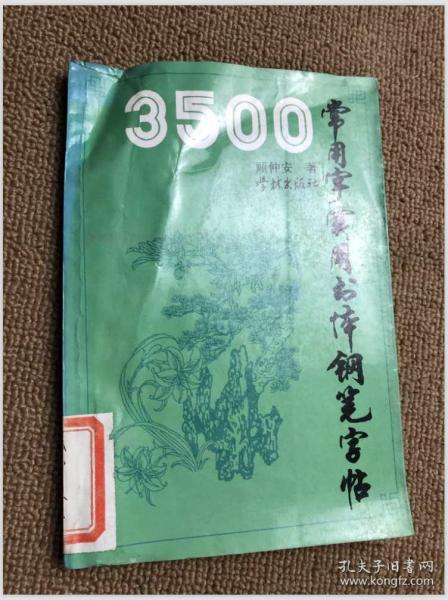 3500
常用字实用书体钢笔字帖
顾仲安 著
学林出版社
孔夫子旧书网
www.kongfz.com